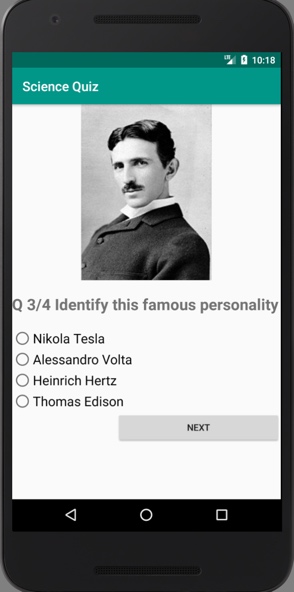 LTE 10:18
Science Quiz
Q 3/4 Identify this famous personality
Nikola Tesla
Alessandro Volta
Heinrich Hertz
Thomas Edison
NEXT